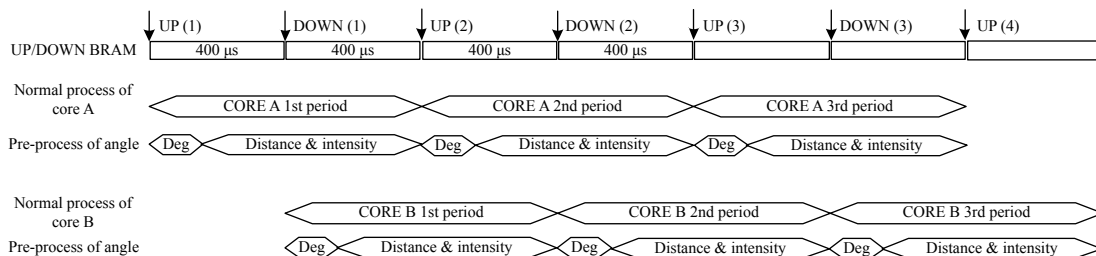 UP (1) DOWN (1) UP (2) DOWN (2) UP (3) DOWN (3) UP (4)
UP/DOWN BRAM 400 μs 400 μs 400 μs 400 μs
Normal process of
core A
CORE A 1st period CORE A 2nd period CORE A 3rd period
Pre-process of angle Deg Distance & intensity Deg Distance & intensity Deg Distance & intensity
Normal process of
core B
CORE B 1st period CORE B 2nd period CORE B 3rd period
Pre-process of angle Deg Distance & intensity Deg Distance & intensity Deg Distance & intensity